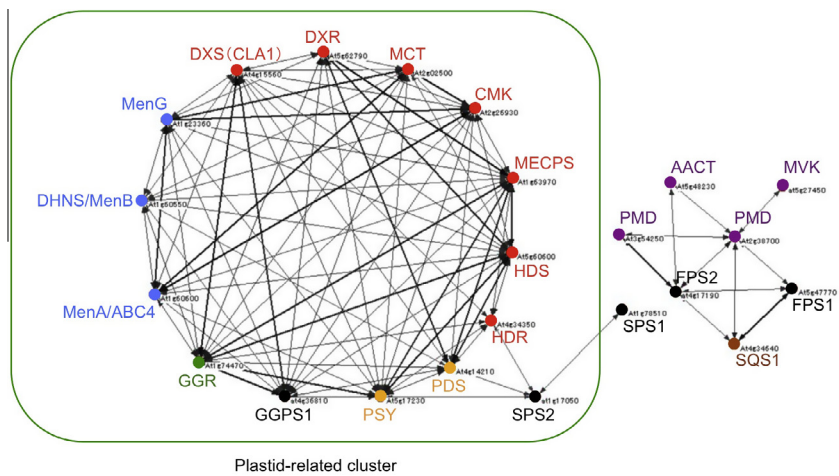 DXR
At5g62790
DXS(CLA1)
At4g15560
MCT
At2g02500
MenG
At1g23360
CMK
At2g26930
MECPS
At1g63970
AACT
At5g48230
MVK
at5g27450
DHNS/MenB
At1g60550
PMD
At3g54250
PMD
At2g38700
At5g60600
HDS
FPS2
at4g17190
At5g47770
FPS1
At1g60600
MenA/ABC4
At1g78510
SPS1
At4g34350
HDR
At4g34640
SQS1
At1g74470
GGR
PDS
At4g14210
at4g36810
GGPS1
At5g17230
PSY
at1g17050
SPS2
Plastid-related cluster